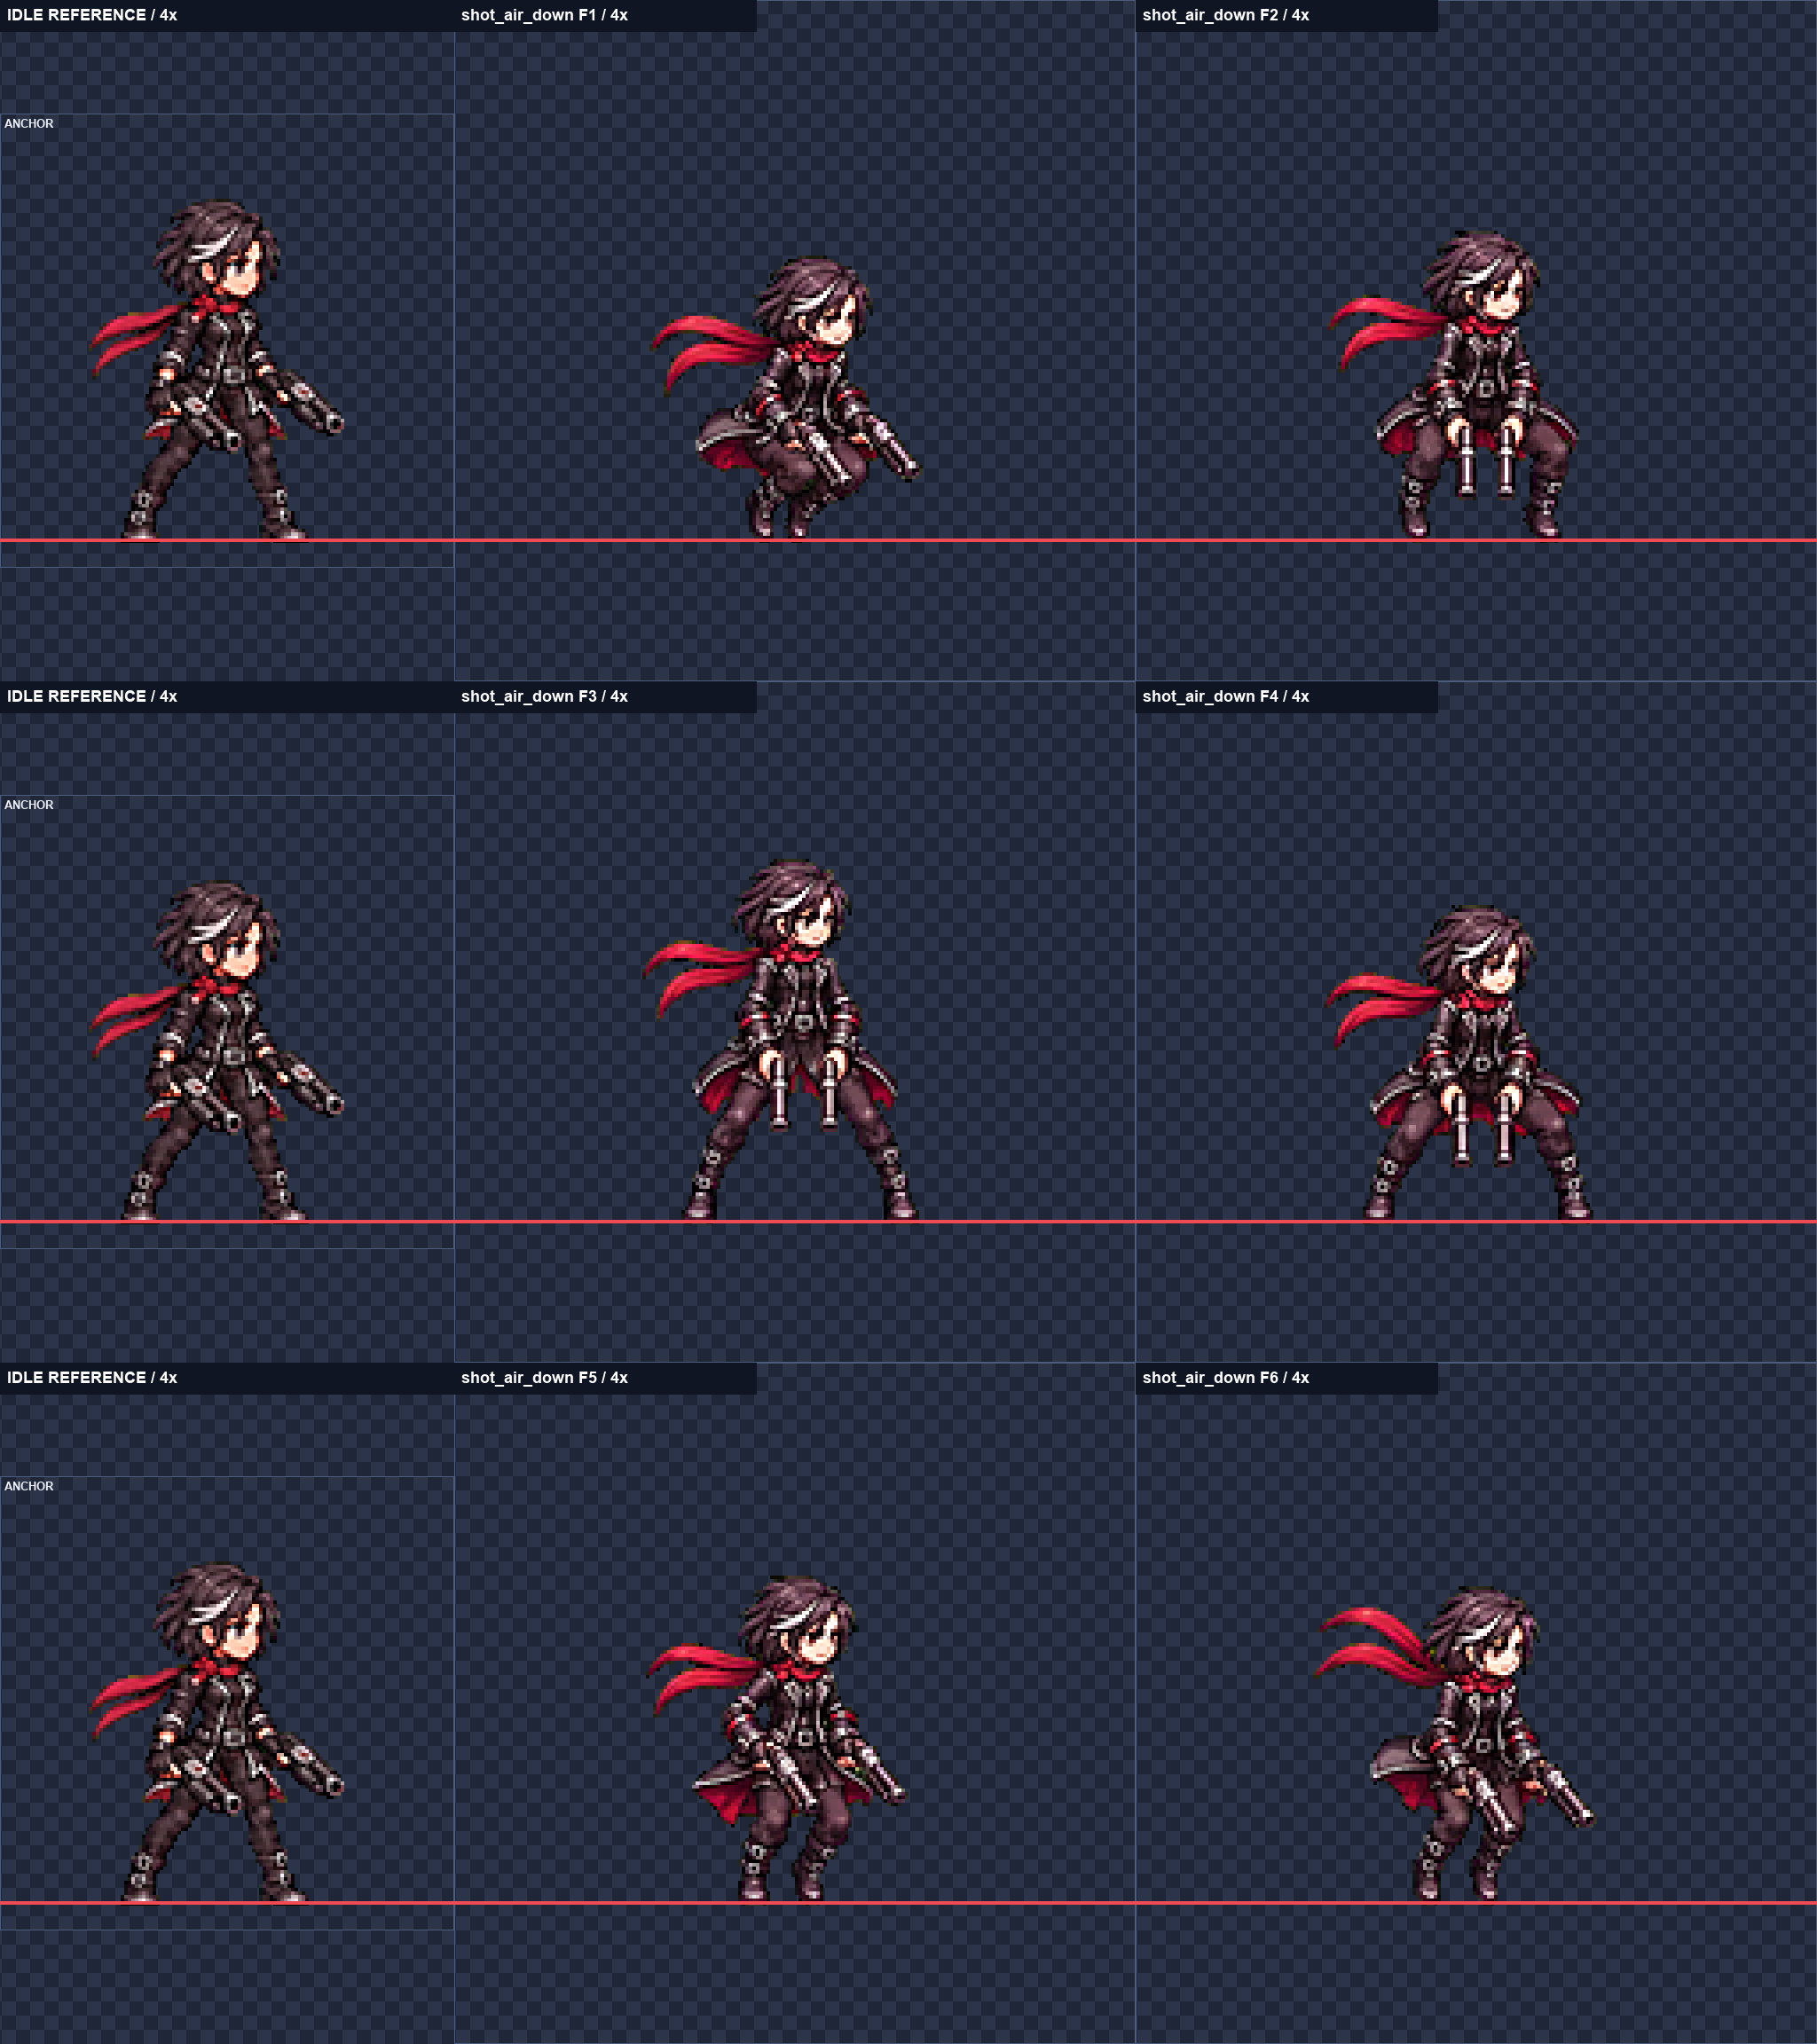 IDLE REFERENCE / 4x
shot_air_down F1 / 4x
shot_air_down F2 / 4x
ANCHOR
IDLE REFERENCE / 4x
shot_air_down F3 / 4x
shot_air_down F4 / 4x
ANCHOR
IDLE REFERENCE / 4x
shot_air_down F5 / 4x
shot_air_down F6 / 4x
ANCHOR